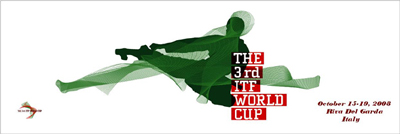 THE
3rd
ITF
WORLD
CUP
October 15-19, 2008
Riva Del Garda
Italy